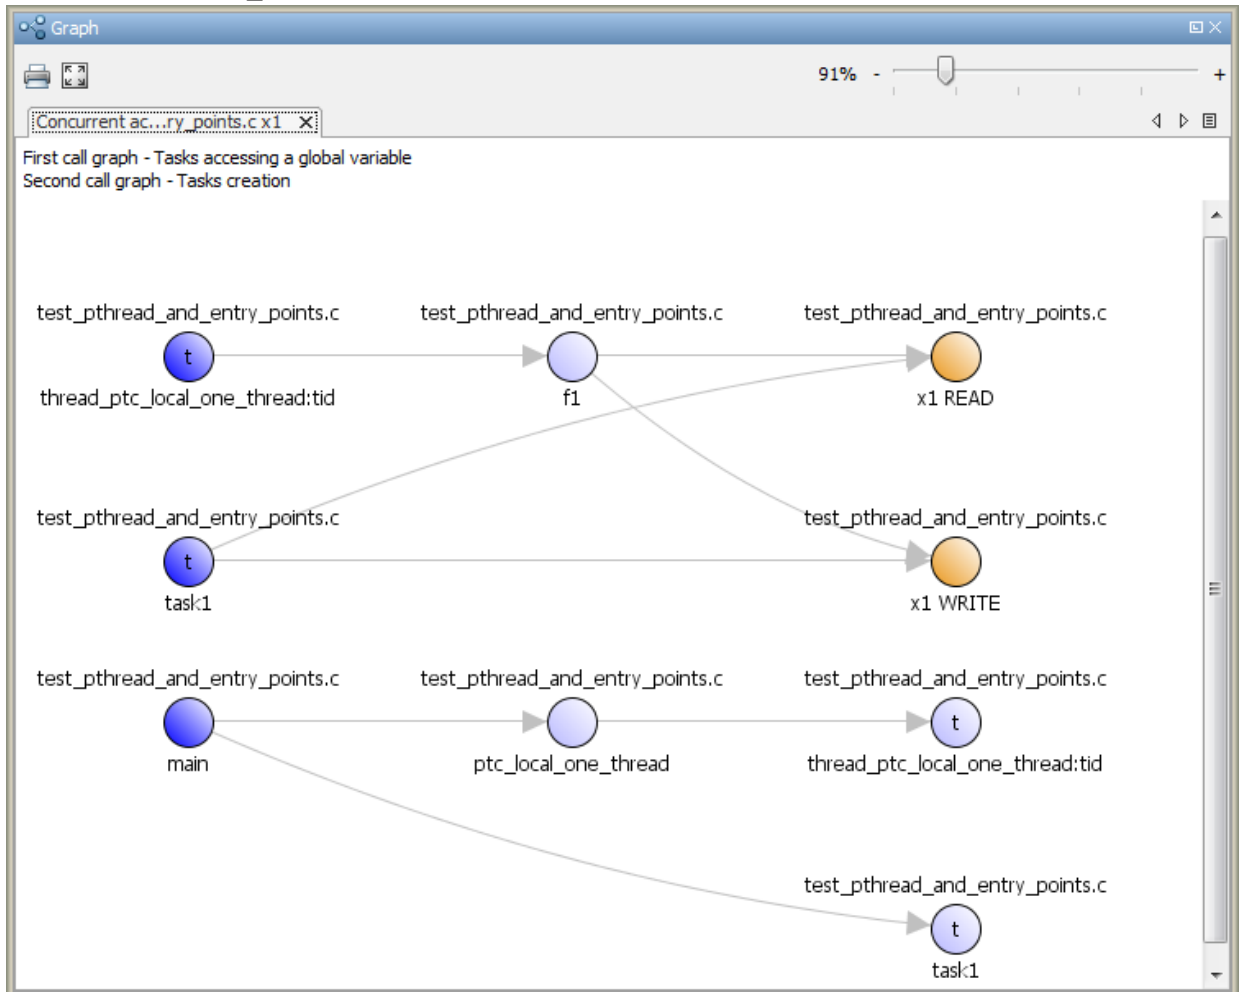 Graph
91% - +
Concurrent ac...ry_points.c x1 X
First call graph - Tasks accessing a global variable
Second call graph - Tasks creation
test_pthread_and_entry_points.c test_pthread_and_entry_points.c test_pthread_and_entry_points.c
t
thread_ptc_local_one_thread:tid f1 x1 READ
test_pthread_and_entry_points.c test_pthread_and_entry_points.c
t
task1 x1 WRITE
test_pthread_and_entry_points.c test_pthread_and_entry_points.c test_pthread_and_entry_points.c
t
main ptc_local_one_thread thread_ptc_local_one_thread:tid
test_pthread_and_entry_points.c
t
task1